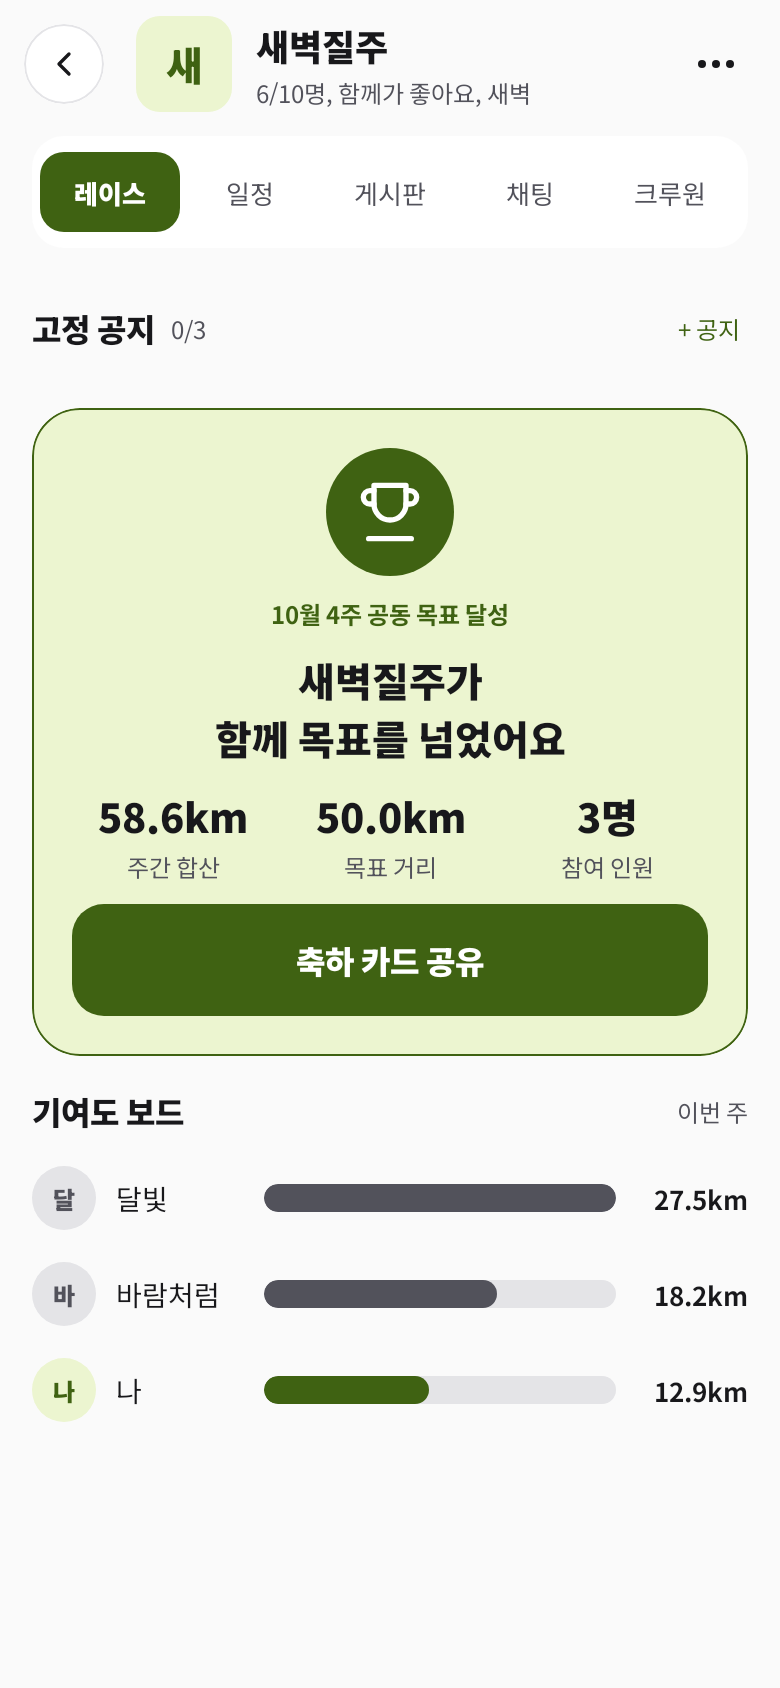 새
새벽질주
6/10명, 함께가 좋아요, 새벽
레이스
일정
게시판
채팅
크루원
고정 공지 0/3
+ 공지
10월 4주 공동 목표 달성
새벽질주가
함께 목표를 넘었어요
58.6km 50.0km 3명
주간 합산 목표 거리 참여 인원
축하 카드 공유
기여도 보드
이번 주
달 달빛 27.5km
바 바람처럼 18.2km
나 나 12.9km